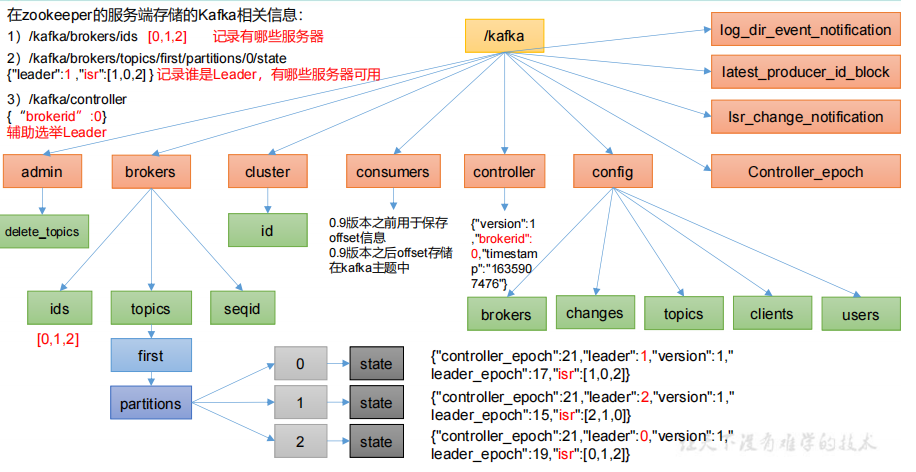 在zookeeper的服务端存储的Kafka相关信息：
1）/kafka/brokers/ids [0,1,2] 记录有哪些服务器
2）/kafka/brokers/topics/first/partitions/0/state
{"leader":1 ,"isr":[1,0,2] } 记录谁是Leader，有哪些服务器可用
3）/kafka/controller
{ “brokerid”:0}
辅助选举Leader
/kafka
log_dir_event_notification
latest_producer_id_block
Isr_change_notification
Controller_epoch
admin
brokers
cluster
consumers
controller
config
delete_topics
id
0.9版本之前用于保存
offset信息
0.9版本之后offset存储
在kafka主题中
{"version":1
,"brokerid":
0,"timestam
p":"163590
7476"}
ids
topics
seqid
brokers
changes
topics
clients
users
[0,1,2]
first
partitions
0
state
1
state
2
state
{"controller_epoch":21,"leader":1,"version":1,"
leader_epoch":17,"isr":[1,0,2]}
{"controller_epoch":21,"leader":2,"version":1,"
leader_epoch":15,"isr":[2,1,0]}
{"controller_epoch":21,"leader":0,"version":1,"
leader_epoch":19,"isr":[0,1,2]}
让天下没有难学的技术